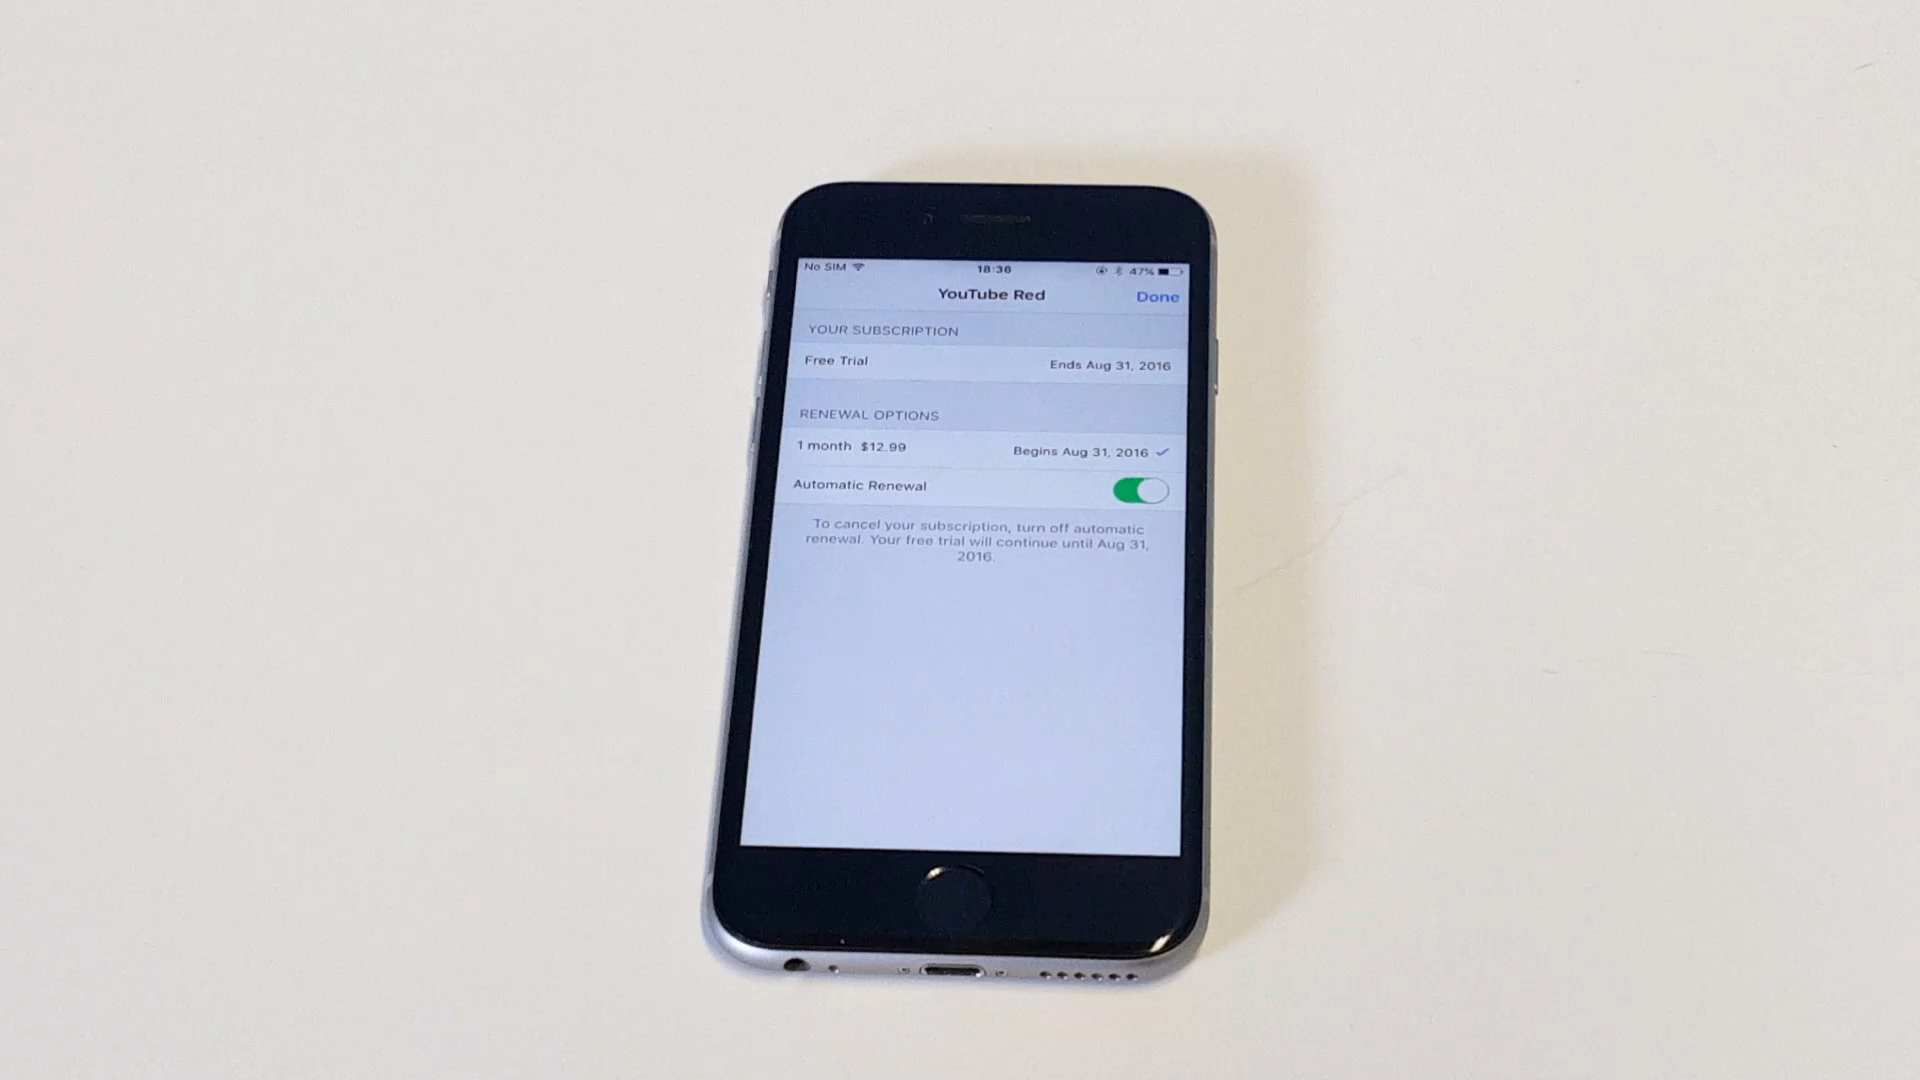 No SIM 18:36 47%
YouTube Red Done
YOUR SUBSCRIPTION
Free Trial Ends Aug 31, 2016
RENEWAL OPTIONS
1 month $12.99 Begins Aug 31, 2016
Automatic Renewal
To cancel your subscription, turn off automatic
renewal. Your free trial will continue until Aug 31,
2016.